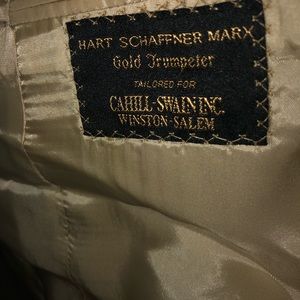 HART SCHAFFNER MARX
Gold Trumpeter
TAILORED FOR
CAHILL-SWAIN INC.
WINSTON-SALEM